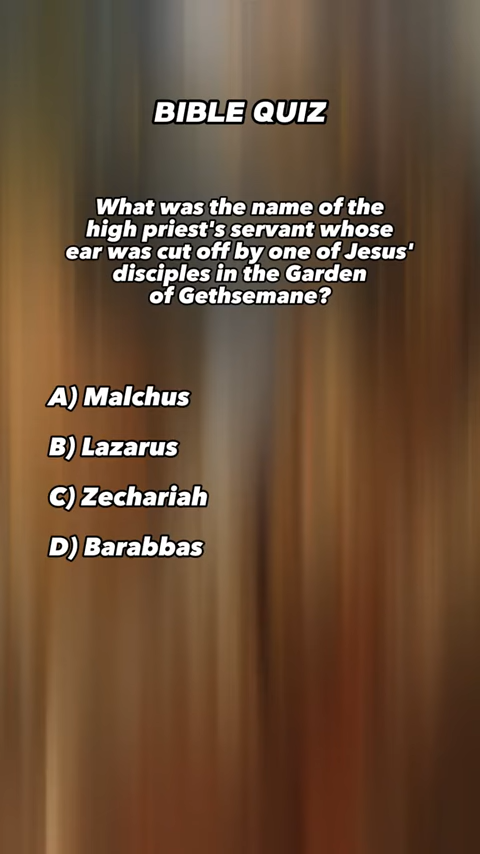 BIBLE QUIZ
What was the name of the
high priest's servant whose
ear was cut off by one of Jesus'
disciples in the Garden
of Gethsemane?
A) Malchus
B) Lazarus
C) Zechariah
D) Barabbas